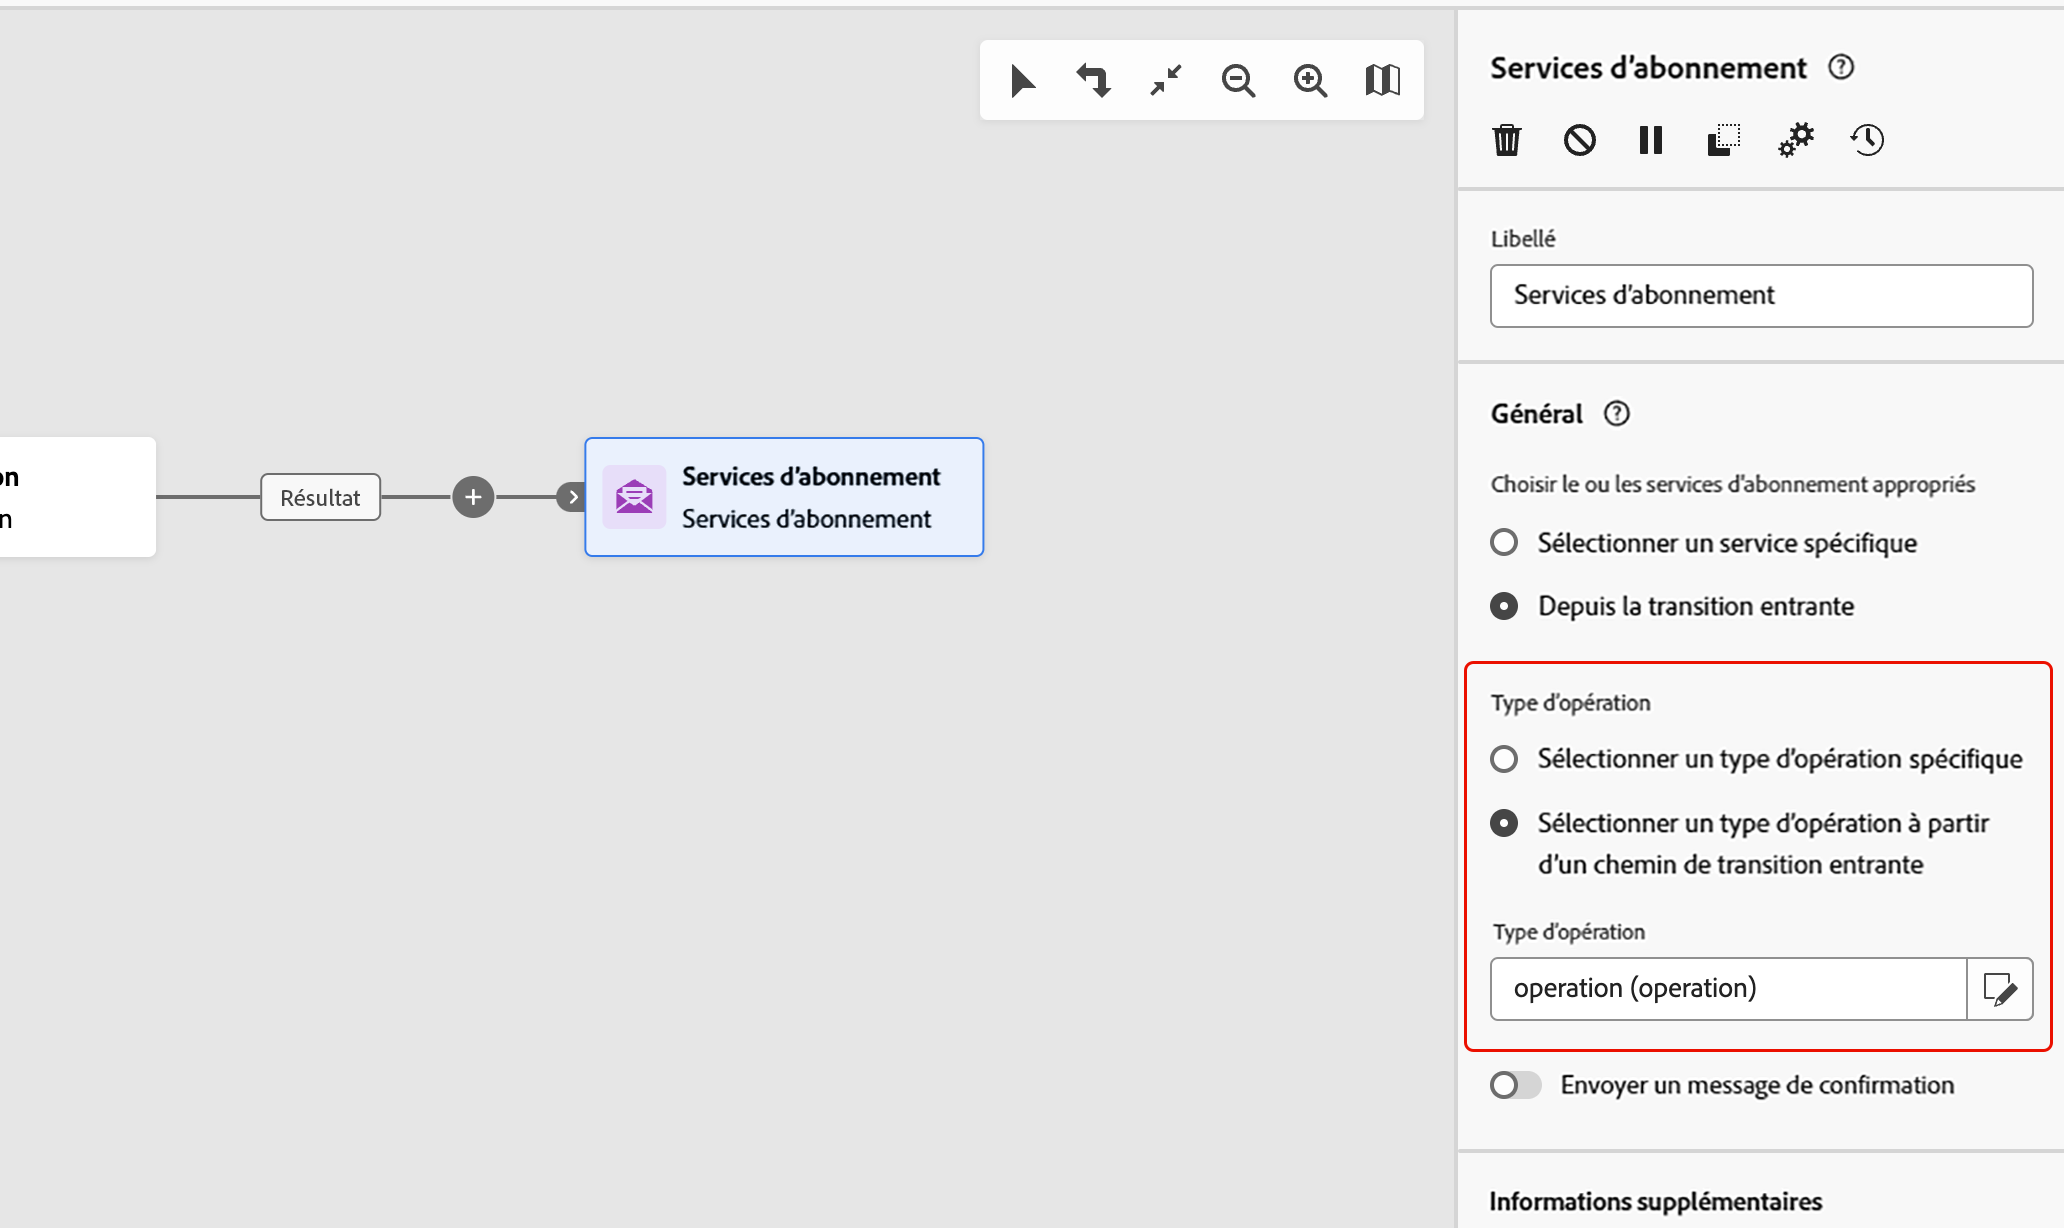 Services d’abonnement
Libellé
Services d’abonnement
Général
Choisir le ou les services d’abonnement appropriés
Sélectionner un service spécifique
Depuis la transition entrante
Type d’opération
Sélectionner un type d’opération spécifique
Sélectionner un type d’opération à partir
d’un chemin de transition entrante
Type d’opération
operation (operation)
Envoyer un message de confirmation
Informations supplémentaires
on
n
Résultat
Services d’abonnement
Services d’abonnement